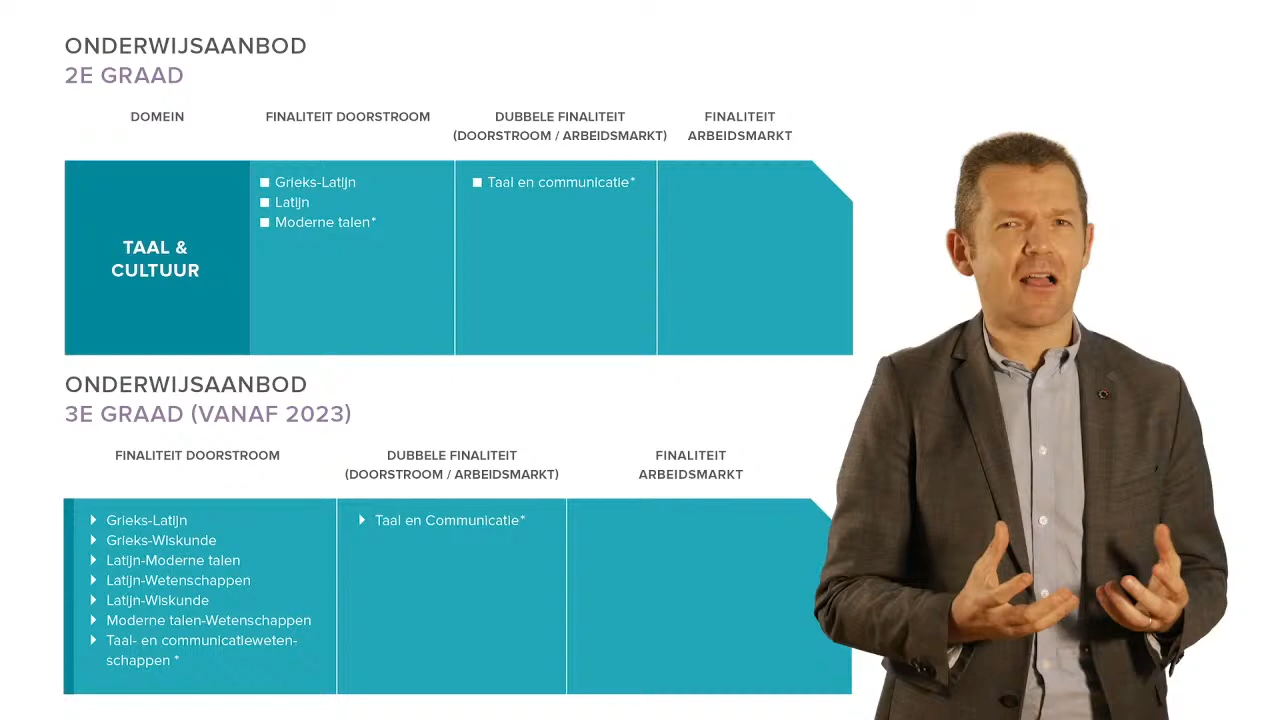 ONDERWIJSAANBOD
2E GRAAD
DOMEIN
FINALITEIT DOORSTROOM
DUBBELE FINALITEIT
(DOORSTROOM / ARBEIDSMARKT)
FINALITEIT
ARBEIDSMARKT
TAAL &
CULTUUR
Grieks-Latijn
Latijn
Moderne talen*
Taal en communicatie*
ONDERWIJSAANBOD
3E GRAAD (VANAF 2023)
FINALITEIT DOORSTROOM
DUBBELE FINALITEIT
(DOORSTROOM / ARBEIDSMARKT)
FINALITEIT
ARBEIDSMARKT
Grieks-Latijn
Grieks-Wiskunde
Latijn-Moderne talen
Latijn-Wetenschappen
Latijn-Wiskunde
Moderne talen-Wetenschappen
Taal- en communicatieweten-
schappen *
Taal en Communicatie*